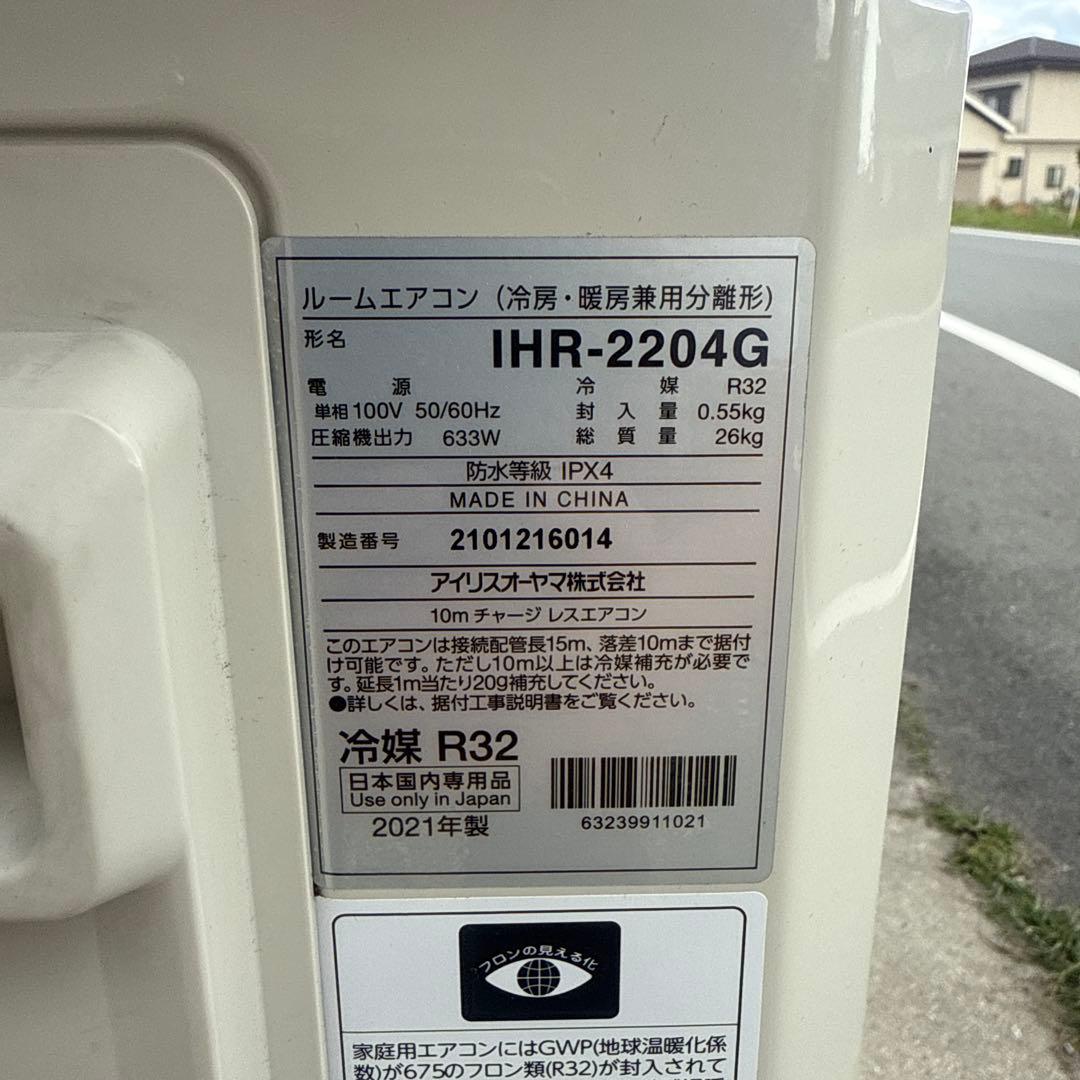 ルームエアコン（冷房・暖房兼用分離形）
形名 IHR-2204G
電源 冷媒 R32
単相100V 50/60Hz 封入量 0.55kg
圧縮機出力 633W 総質量 26kg
防水等級 IPX4
MADE IN CHINA
製造番号 2101216014
アイリスオーヤマ株式会社
10mチャージレスエアコン
このエアコンは接続配管長15m、落差10mまで据付
け可能です。ただし10m以上は冷媒補充が必要で
す。延長1m当たり20g補充してください。
●詳しくは、据付工事説明書をご覧ください。
冷媒 R32
日本国内専用品
Use only in Japan
2021年製
63239911021
フロンの見える化
家庭用エアコンにはGWP(地球温暖化係
数)が675のフロン類(R32)が封入されて